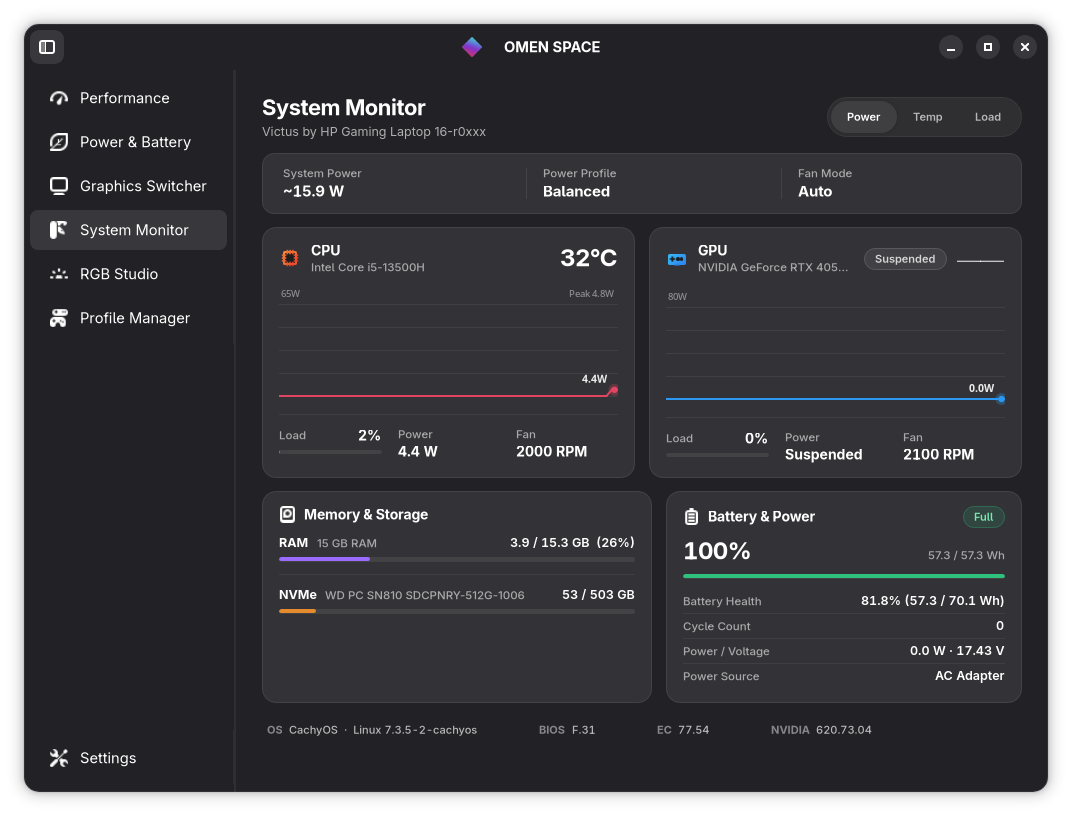 OMEN SPACE
Performance
Power & Battery
Graphics Switcher
System Monitor
RGB Studio
Profile Manager
Settings
System Monitor
Victus by HP Gaming Laptop 16-r0xxx
Power Temp Load
System Power
~15.9 W
Power Profile
Balanced
Fan Mode
Auto
CPU
Intel Core i5-13500H
32°C
65W Peak 4.8W
4.4W
Load 2%
Power
4.4 W
Fan
2000 RPM
GPU
NVIDIA GeForce RTX 405...
Suspended
80W
0.0W
Load 0%
Power
Suspended
Fan
2100 RPM
Memory & Storage
RAM 15 GB RAM 3.9 / 15.3 GB (26%)
NVMe WD PC SN810 SDCPNRY-512G-1006 53 / 503 GB
Battery & Power Full
100% 57.3 / 57.3 Wh
Battery Health 81.8% (57.3 / 70.1 Wh)
Cycle Count 0
Power / Voltage 0.0 W · 17.43 V
Power Source AC Adapter
OS CachyOS · Linux 7.3.5-2-cachyos BIOS F.31 EC 77.54 NVIDIA 620.73.04